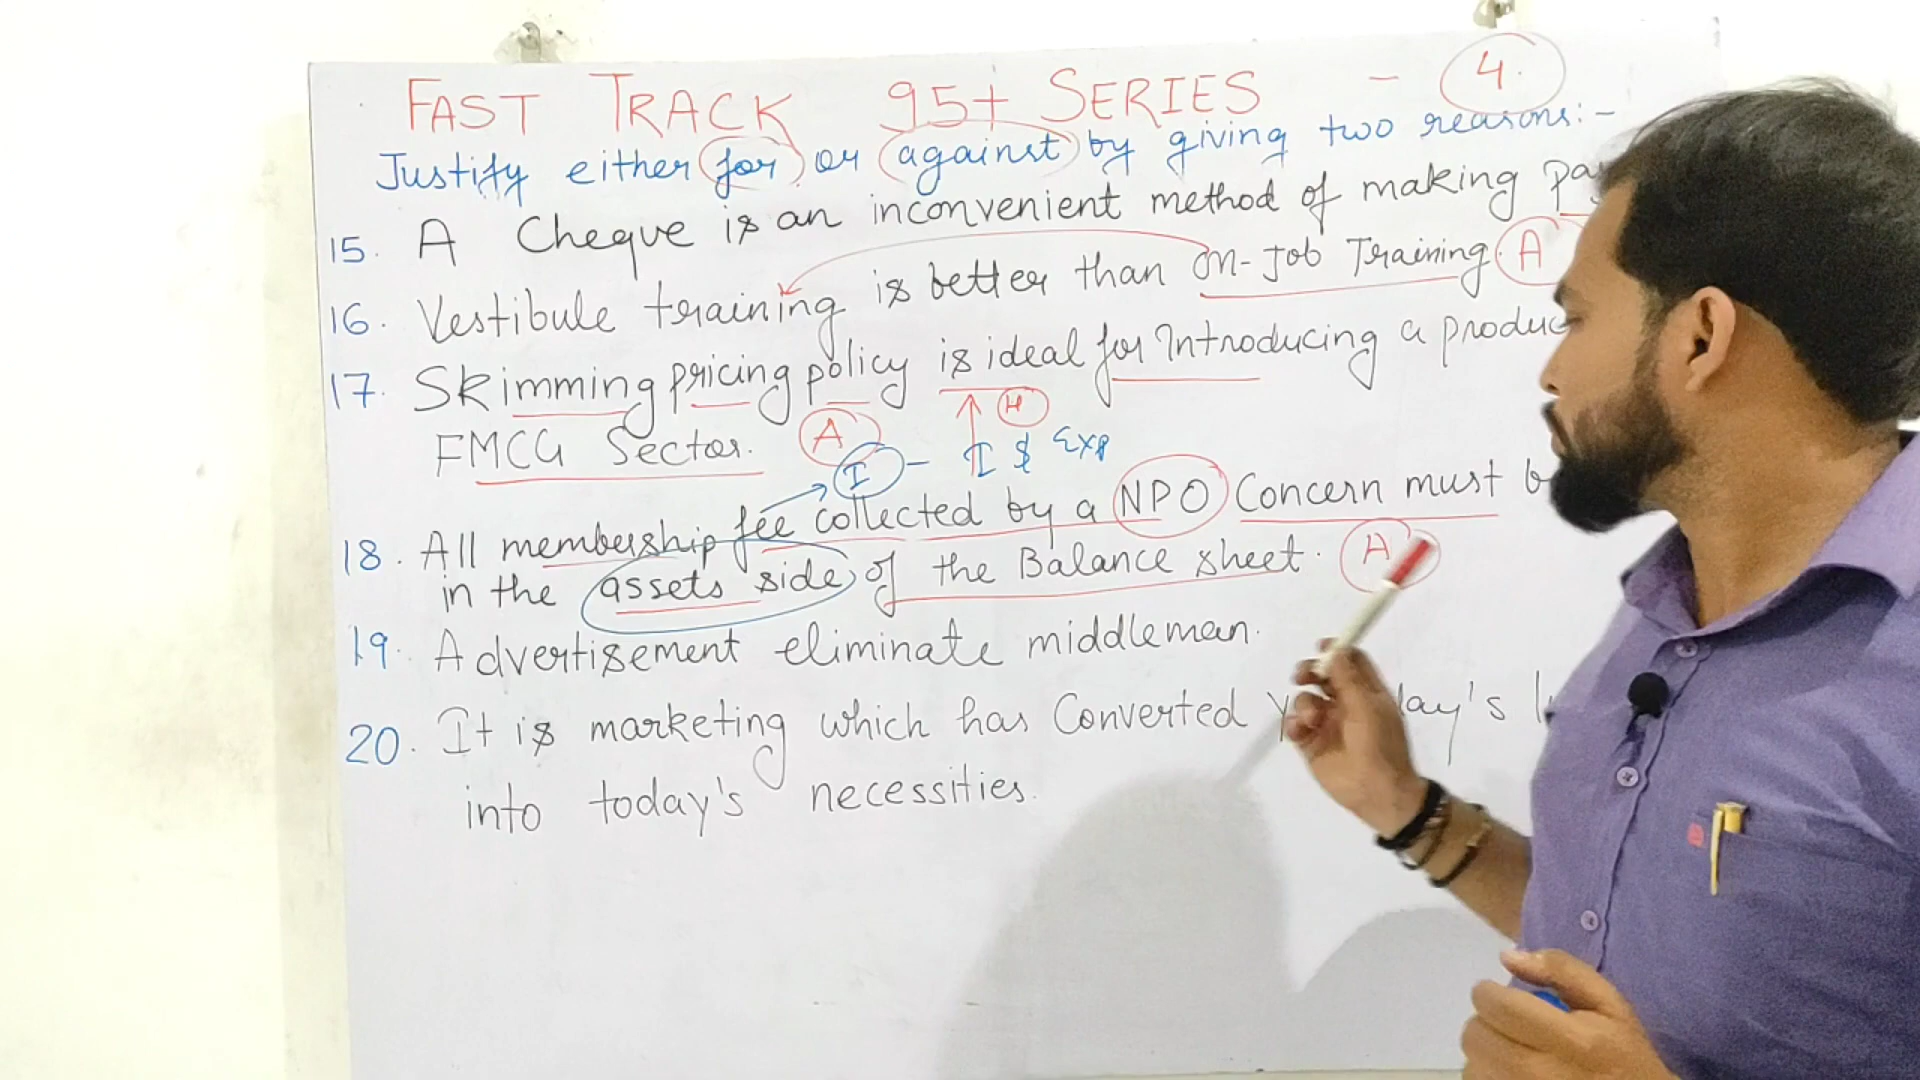 FAST TRACK 95+ SERIES - 4.
Justify either for or against by giving two reasons:-
15. A Cheque is an inconvenient method of making
16. Vestibule training is better than on-Job Training. A
17. Skimming pricing policy is ideal for Introducing a
H
FMCG Sector. A
I - I & Exp
18. All membership fee collected by a NPO Concern must
in the assets side of the Balance sheet. A
19. Advertisement eliminate middleman.
20. It is marketing which has Converted
into today's necessities.